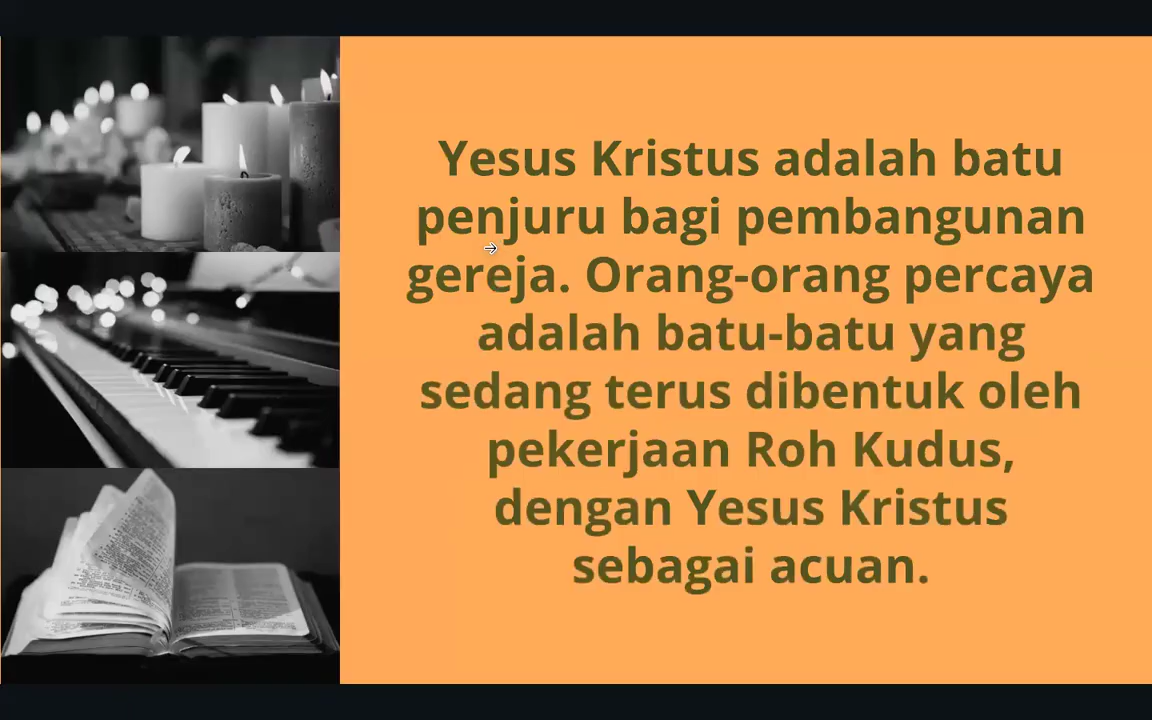 Yesus Kristus adalah batu
penjuru bagi pembangunan
gereja. Orang-orang percaya
adalah batu-batu yang
sedang terus dibentuk oleh
pekerjaan Roh Kudus,
dengan Yesus Kristus
sebagai acuan.